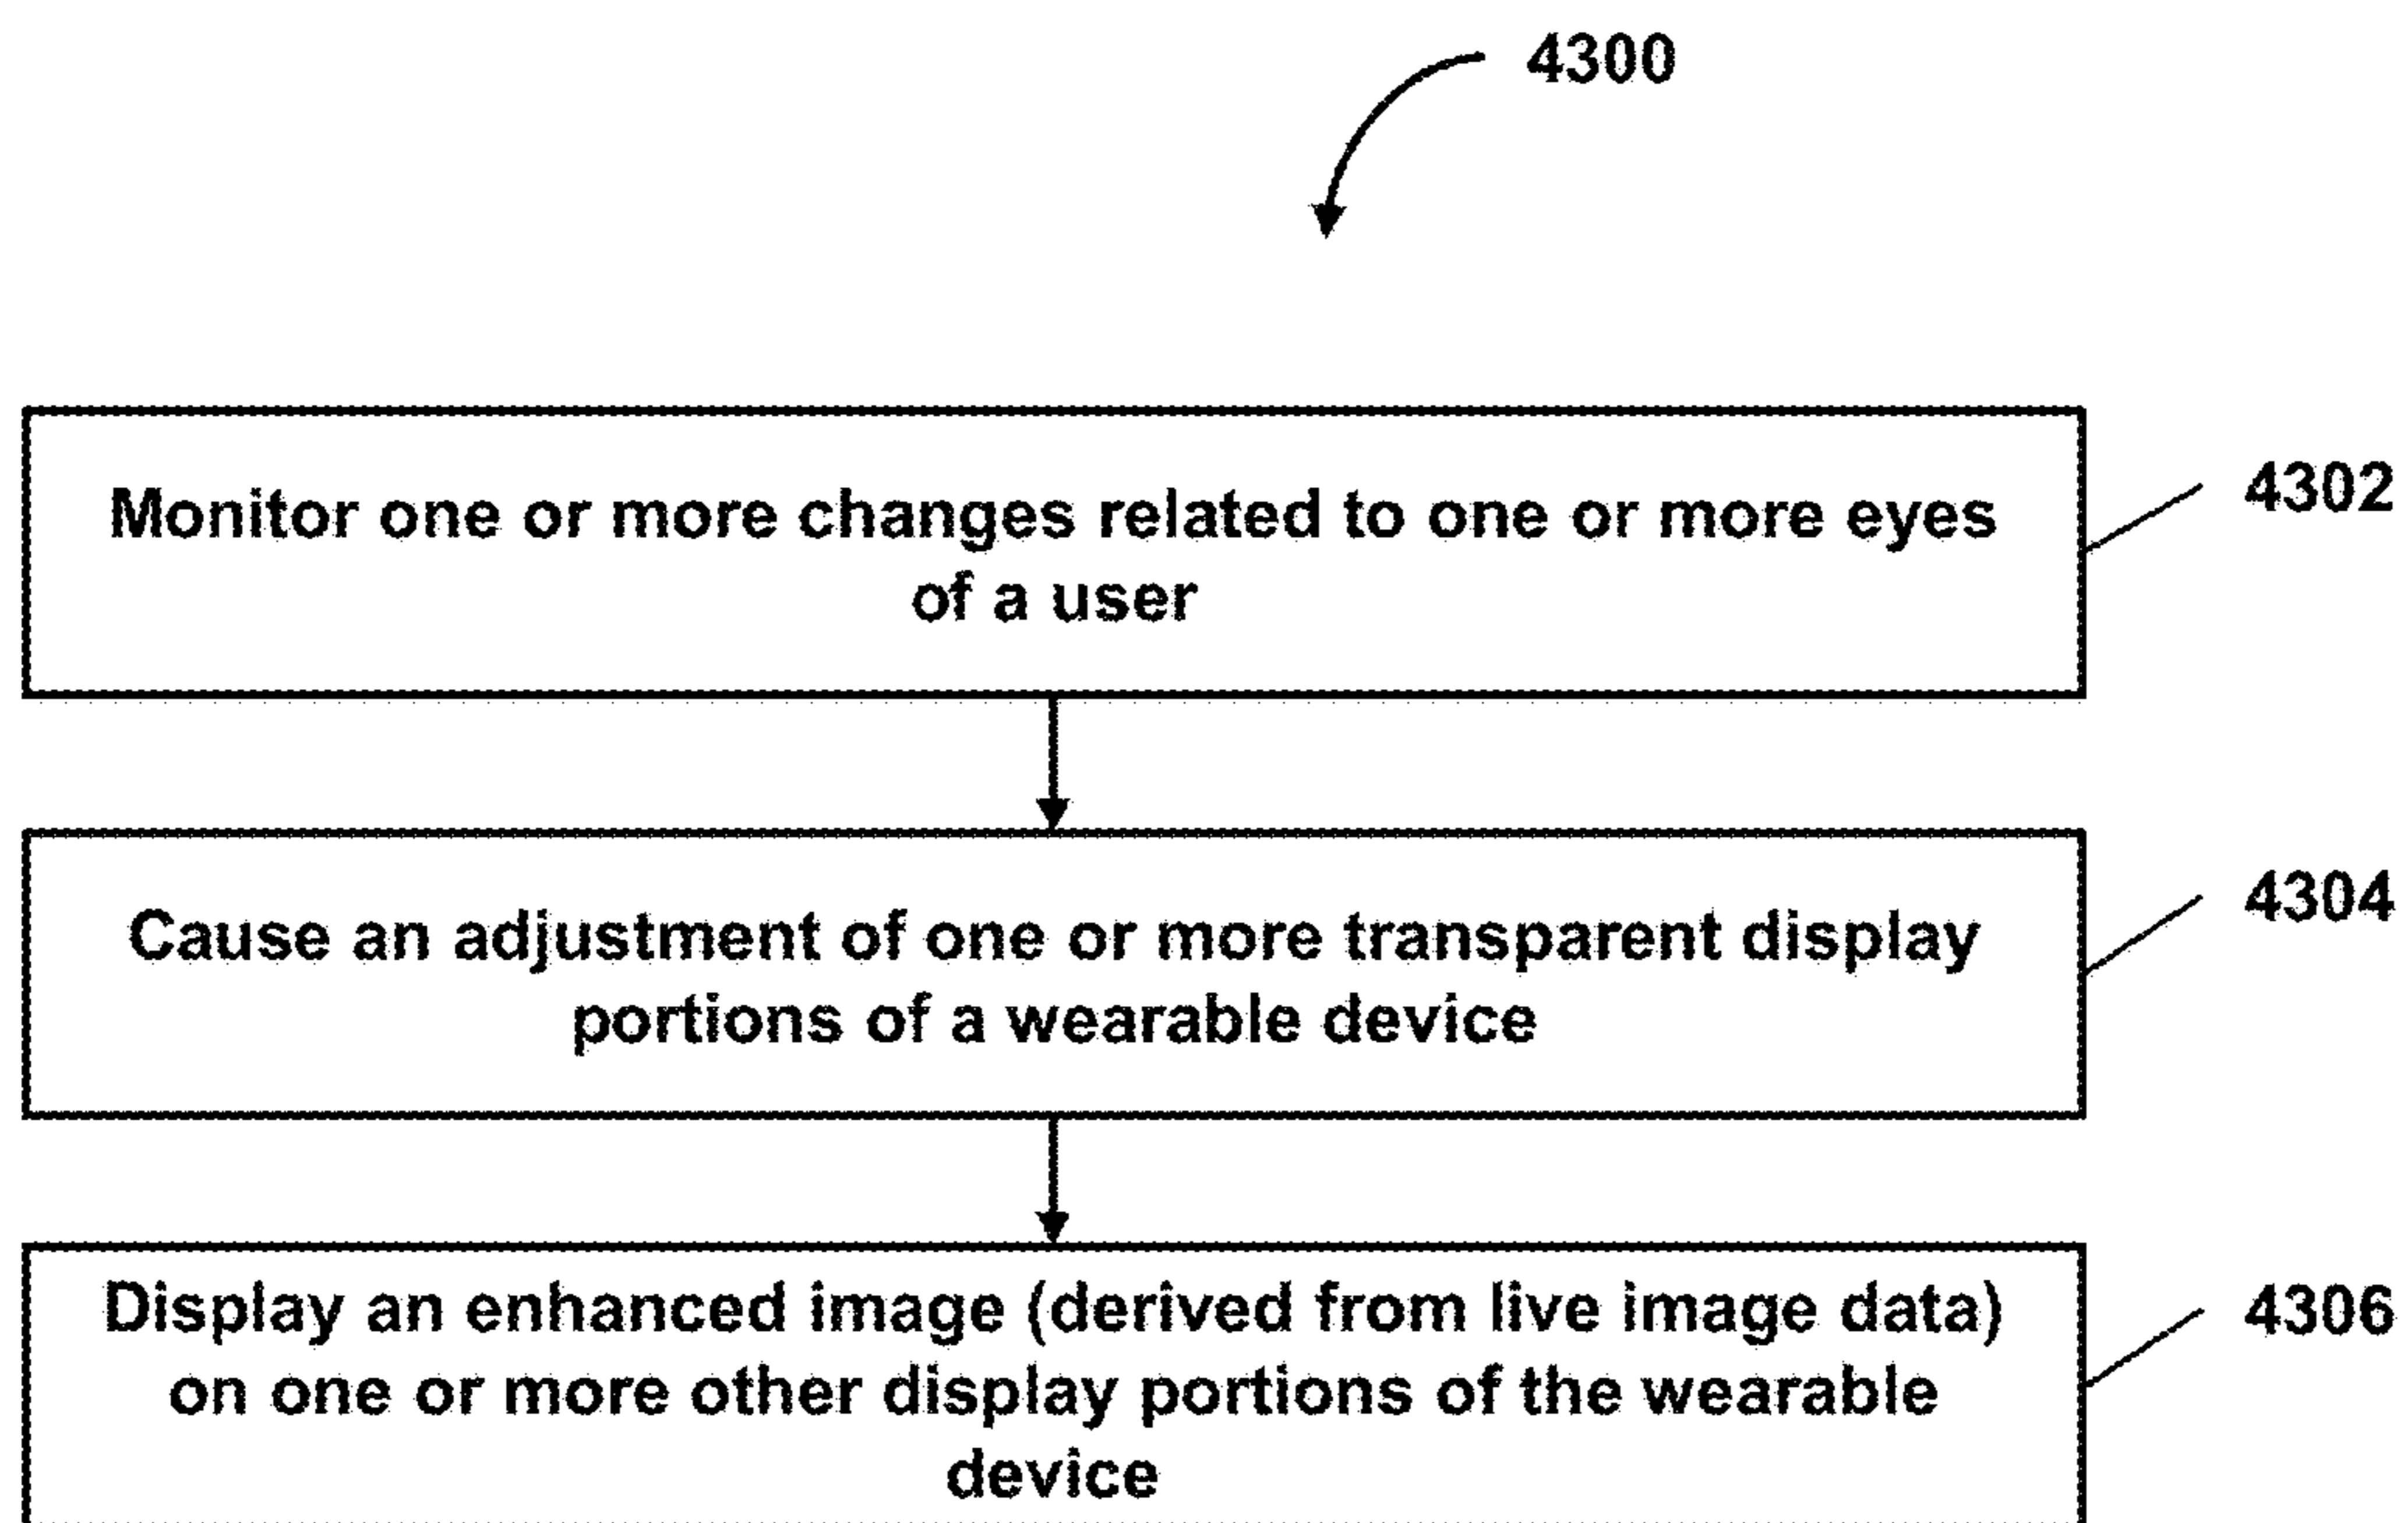 4300
Monitor one or more changes related to one or more eyes
of a user
4302
Cause an adjustment of one or more transparent display
portions of a wearable device
4304
Display an enhanced image (derived from live image data)
on one or more other display portions of the wearable
device
4306